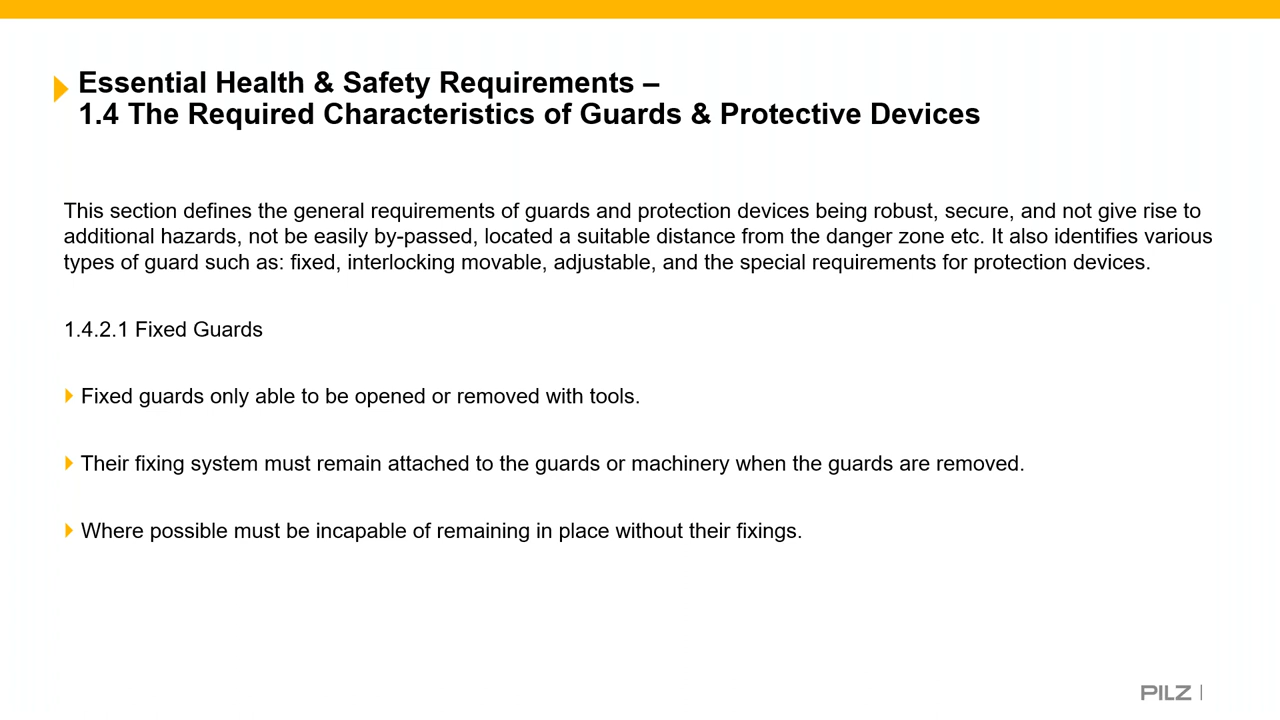 Essential Health & Safety Requirements –
1.4 The Required Characteristics of Guards & Protective Devices
This section defines the general requirements of guards and protection devices being robust, secure, and not give rise to
additional hazards, not be easily by-passed, located a suitable distance from the danger zone etc. It also identifies various
types of guard such as: fixed, interlocking movable, adjustable, and the special requirements for protection devices.
1.4.2.1 Fixed Guards
Fixed guards only able to be opened or removed with tools.
Their fixing system must remain attached to the guards or machinery when the guards are removed.
Where possible must be incapable of remaining in place without their fixings.
PILZ